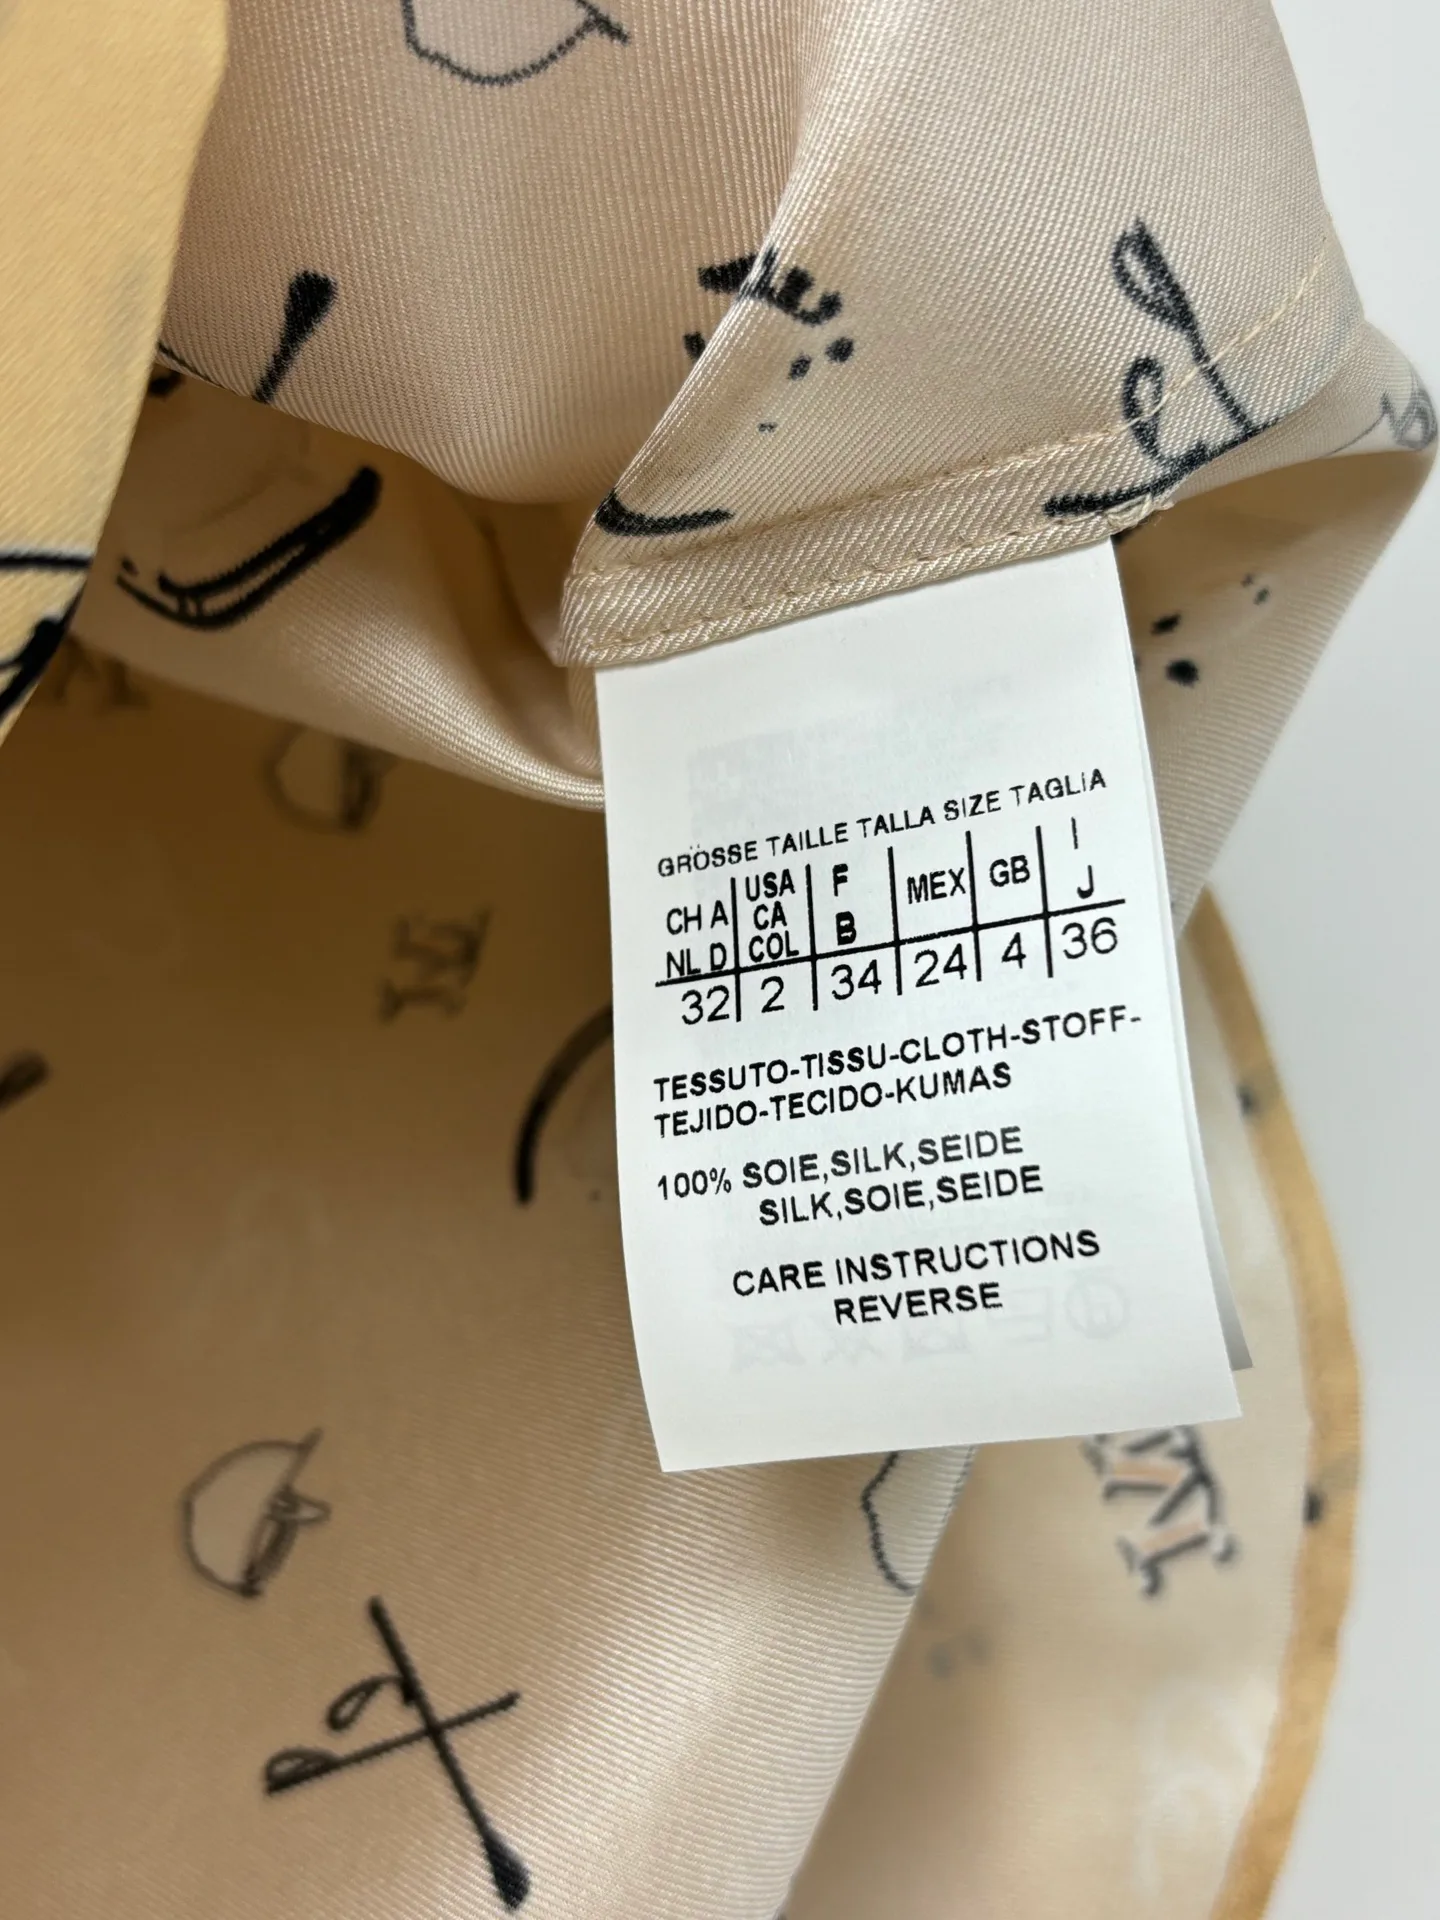 GRÖSSE TAILLE TALLA SIZE TAGLIA
CH A USA F MEX GB I
NL D CA B J
COL
32 2 34 24 4 36
TESSUTO-TISSU-CLOTH-STOFF-
TEJIDO-TECIDO-KUMAS
100% SOIE,SILK,SEIDE
SILK,SOIE,SEIDE
CARE INSTRUCTIONS
REVERSE